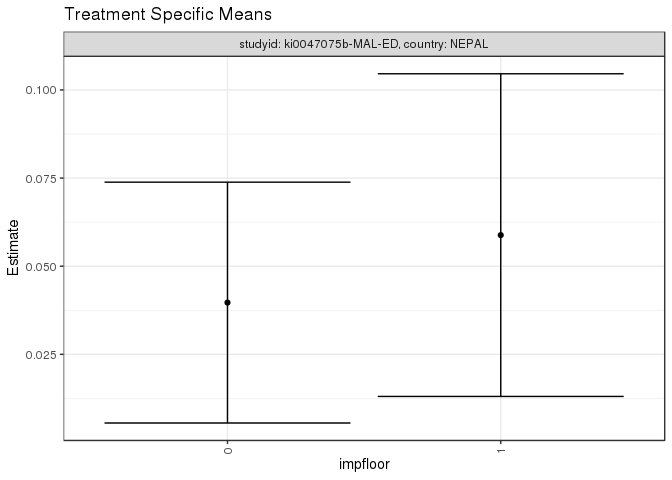 Treatment Specific Means
studyid: ki0047075b-MAL-ED, country: NEPAL
0.100
0.075
0.050
0.025
Estimate
0
1
impfloor